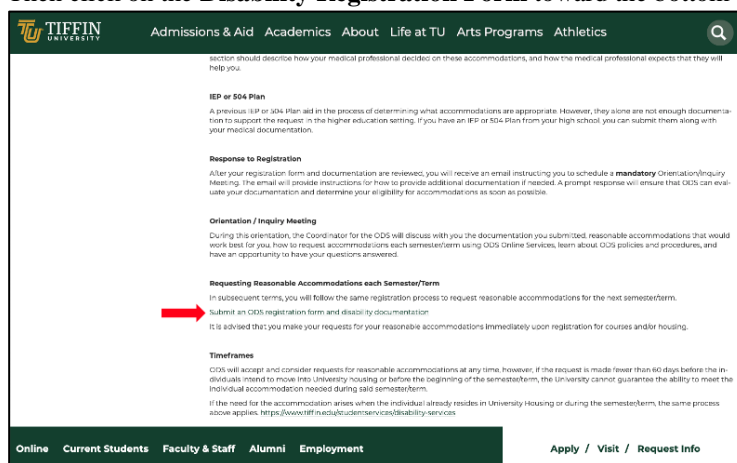 Then click on the Disability Registration Form toward the bottom
TU TIFFIN UNIVERSITY Admissions & Aid Academics About Life at TU Arts Programs Athletics
section should describe how your medical professional decided on these accommodations, and how the medical professional expects that they will
help you.
IEP or 504 Plan
A previous IEP or 504 Plan aid in the process of determining what accommodations are appropriate. However, they alone are not enough documenta-
tion to support the request in the higher education setting. If you have an IEP or 504 Plan from your high school, you can submit them along with
your medical documentation.
Response to Registration
After your registration form and documentation are reviewed, you will receive an email instructing you to schedule a mandatory Orientation/Inquiry
Meeting. The email will provide instructions for how to provide additional documentation if needed. A prompt response will ensure that ODS can eval-
uate your documentation and determine your eligibility for accommodations as soon as possible.
Orientation / Inquiry Meeting
During this orientation, the Coordinator for the ODS will discuss with you the documentation you submitted, reasonable accommodations that would
work best for you, how to request accommodations each semester/term using ODS Online Services, learn about ODS policies and procedures, and
have an opportunity to have your questions answered.
Requesting Reasonable Accommodations each Semester/Term
In subsequent terms, you will follow the same registration process to request reasonable accommodations for the next semester/term.
Submit an ODS registration form and disability documentation
It is advised that you make your requests for your reasonable accommodations immediately upon registration for courses and/or housing.
Timeframes
ODS will accept and consider requests for reasonable accommodations at any time, however, if the request is made fewer than 60 days before the in-
dividuals intend to move into University housing or before the beginning of the semester/term, the University cannot guarantee the ability to meet the
individual accommodation needed during said semester/term.
If the need for the accommodation arises when the individual already resides in University Housing or during the semester/term, the same process
above applies. https://www.tiffin.edu/studentservices/disability-services
Online Current Students Faculty & Staff Alumni Employment Apply / Visit / Request Info